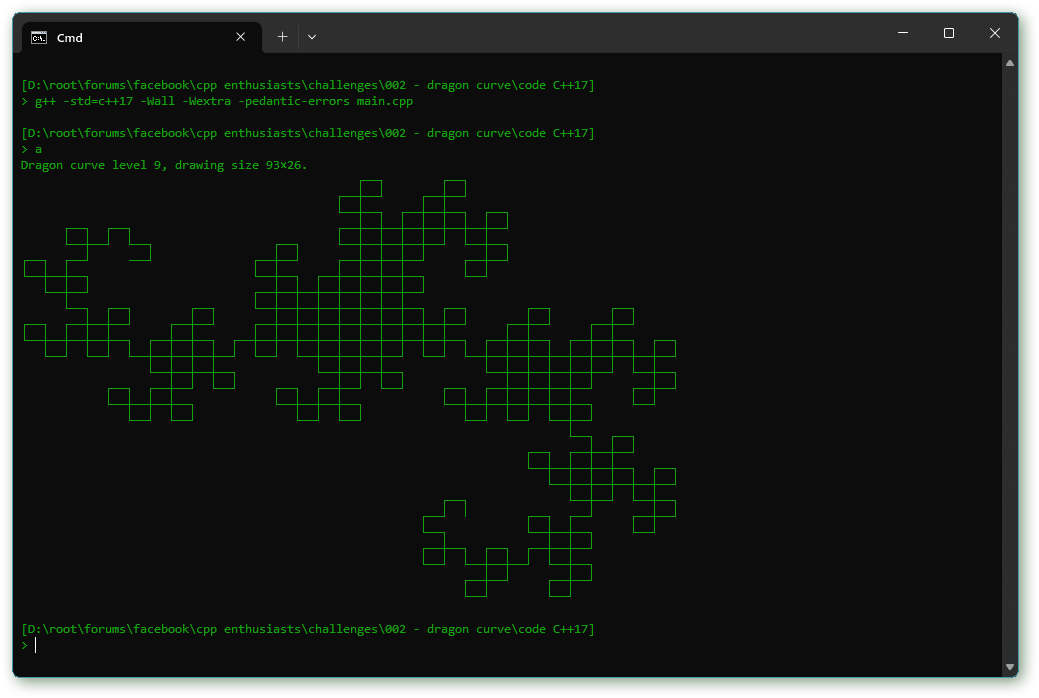 Cmd
[D:\root\forums\facebook\cpp enthusiasts\challenges\002 - dragon curve\code C++17]
> g++ -std=c++17 -Wall -Wextra -pedantic-errors main.cpp
[D:\root\forums\facebook\cpp enthusiasts\challenges\002 - dragon curve\code C++17]
> a
Dragon curve level 9, drawing size 93×26.
[D:\root\forums\facebook\cpp enthusiasts\challenges\002 - dragon curve\code C++17]
>